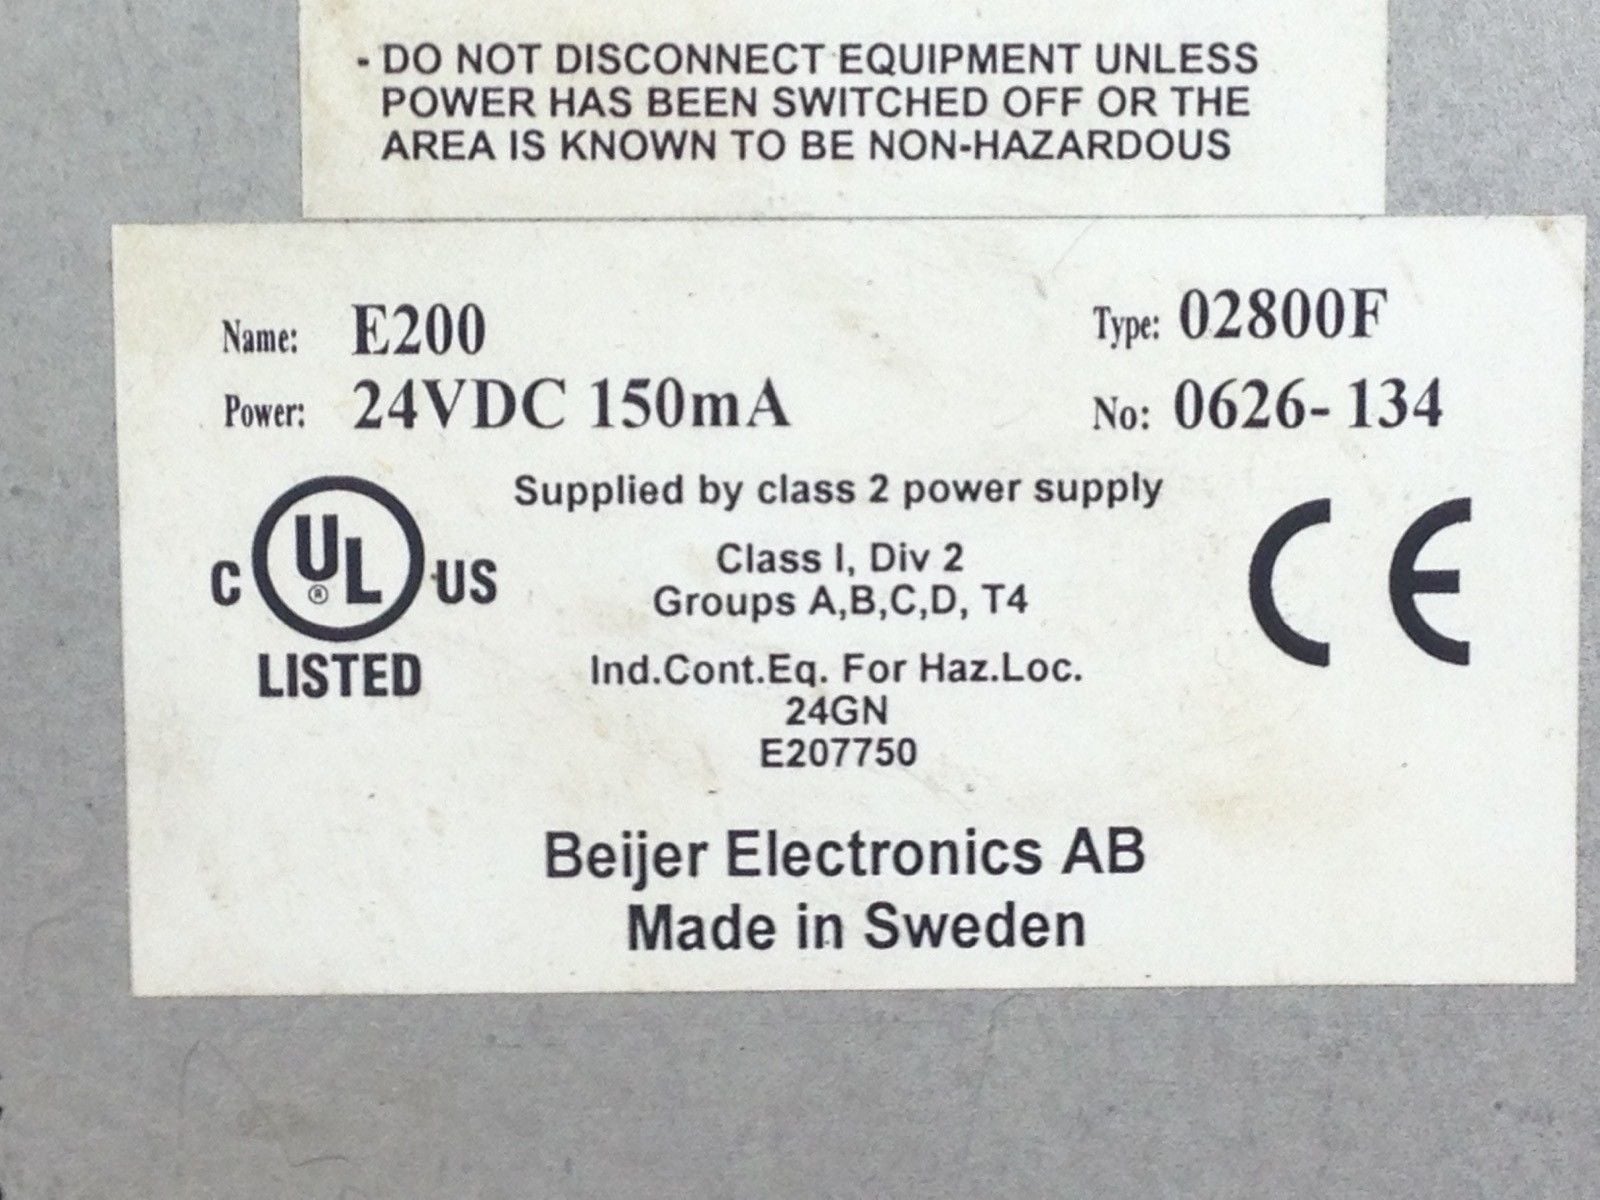 - DO NOT DISCONNECT EQUIPMENT UNLESS
POWER HAS BEEN SWITCHED OFF OR THE
AREA IS KNOWN TO BE NON-HAZARDOUS
Name: E200
Type: 02800F
Power: 24VDC 150mA
No: 0626-134
Supplied by class 2 power supply
Class I, Div 2
Groups A,B,C,D, T4
C UL ® US
LISTED
CE
Ind.Cont.Eq. For Haz.Loc.
24GN
E207750
Beijer Electronics AB
Made in Sweden